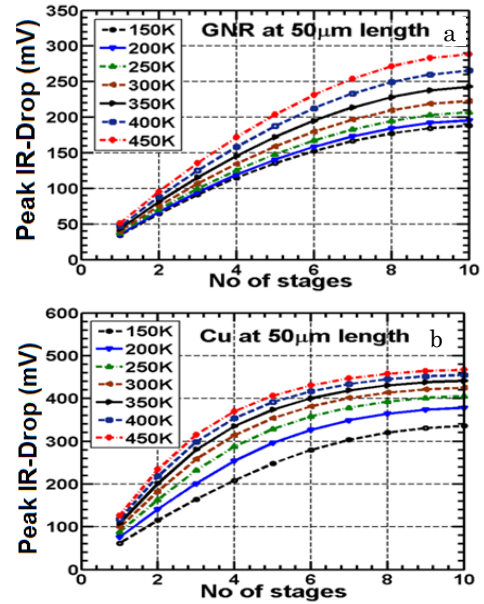 350
300
250
200
150
100
50
0
Peak IR-Drop (mV)
GNR at 50μm length
a
150K
200K
250K
300K
350K
400K
450K
0 2 4 6 8 10
No of stages
600
500
400
300
200
100
0
Peak IR-Drop (mV)
Cu at 50μm length
b
150K
200K
250K
300K
350K
400K
450K
0 2 4 6 8 10
No of stages